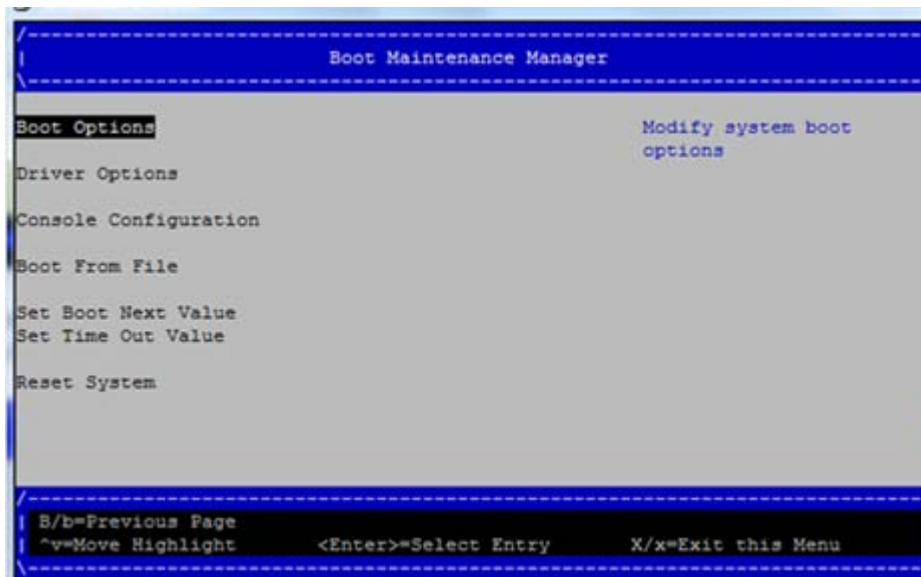 Boot Maintenance Manager
Boot Options
Modify system boot
options
Driver Options
Console Configuration
Boot From File
Set Boot Next Value
Set Time Out Value
Reset System
B/b=Previous Page
^v=Move Highlight <Enter>=Select Entry X/x=Exit this Menu